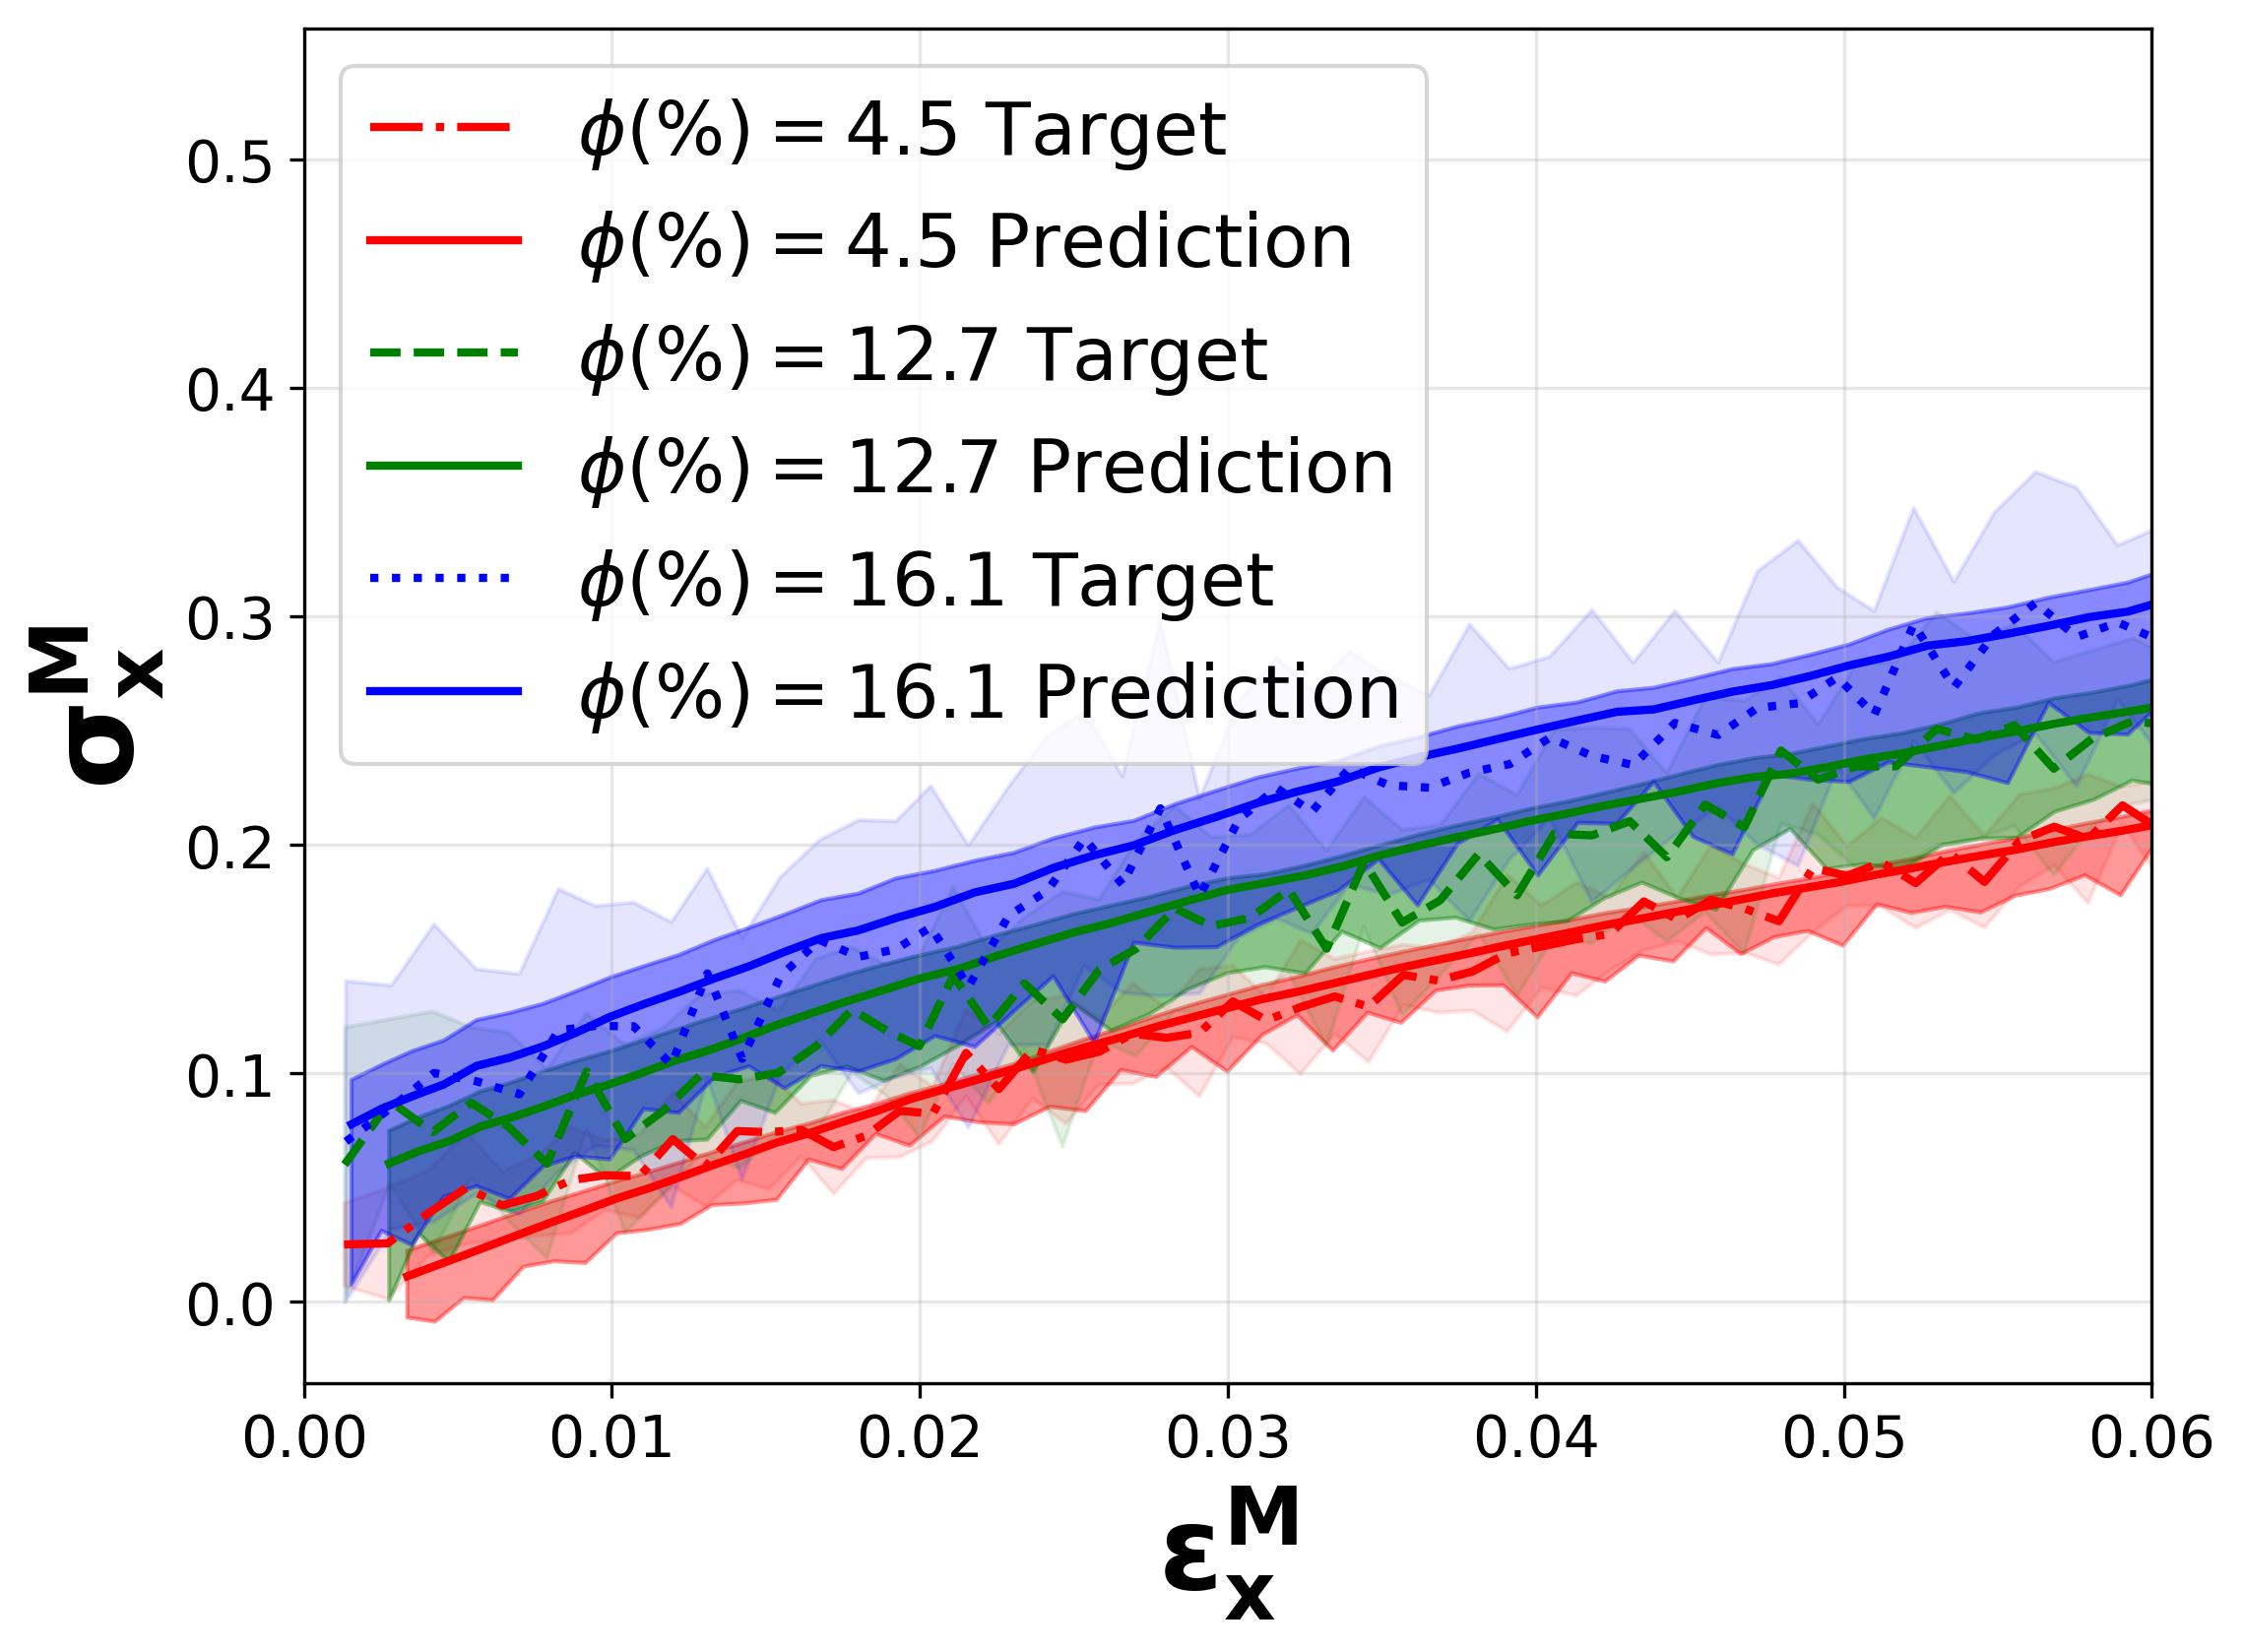 ϕ(%) = 4.5 Target
ϕ(%) = 4.5 Prediction
ϕ(%) = 12.7 Target
ϕ(%) = 12.7 Prediction
ϕ(%) = 16.1 Target
ϕ(%) = 16.1 Prediction
0.5
0.4
0.3
0.2
0.1
0.0
σₓᴹ
0.00 0.01 0.02 0.03 0.04 0.05 0.06
εₓᴹ